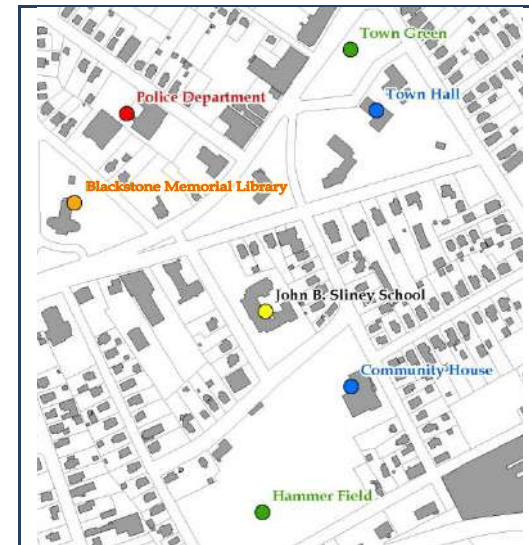 Town Green
Police Department
Town Hall
Blackstone Memorial Library
John B. Sliney School
Community House
Hammer Field